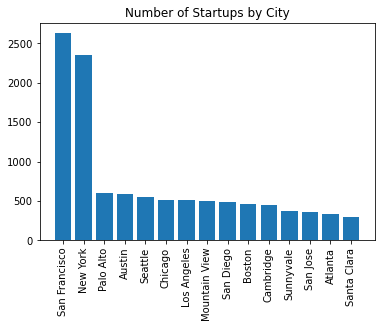 Number of Startups by City
2500
2000
1500
1000
500
0
San Francisco
New York
Palo Alto
Austin
Seattle
Chicago
Los Angeles
Mountain View
San Diego
Boston
Cambridge
Sunnyvale
San Jose
Atlanta
Santa Clara